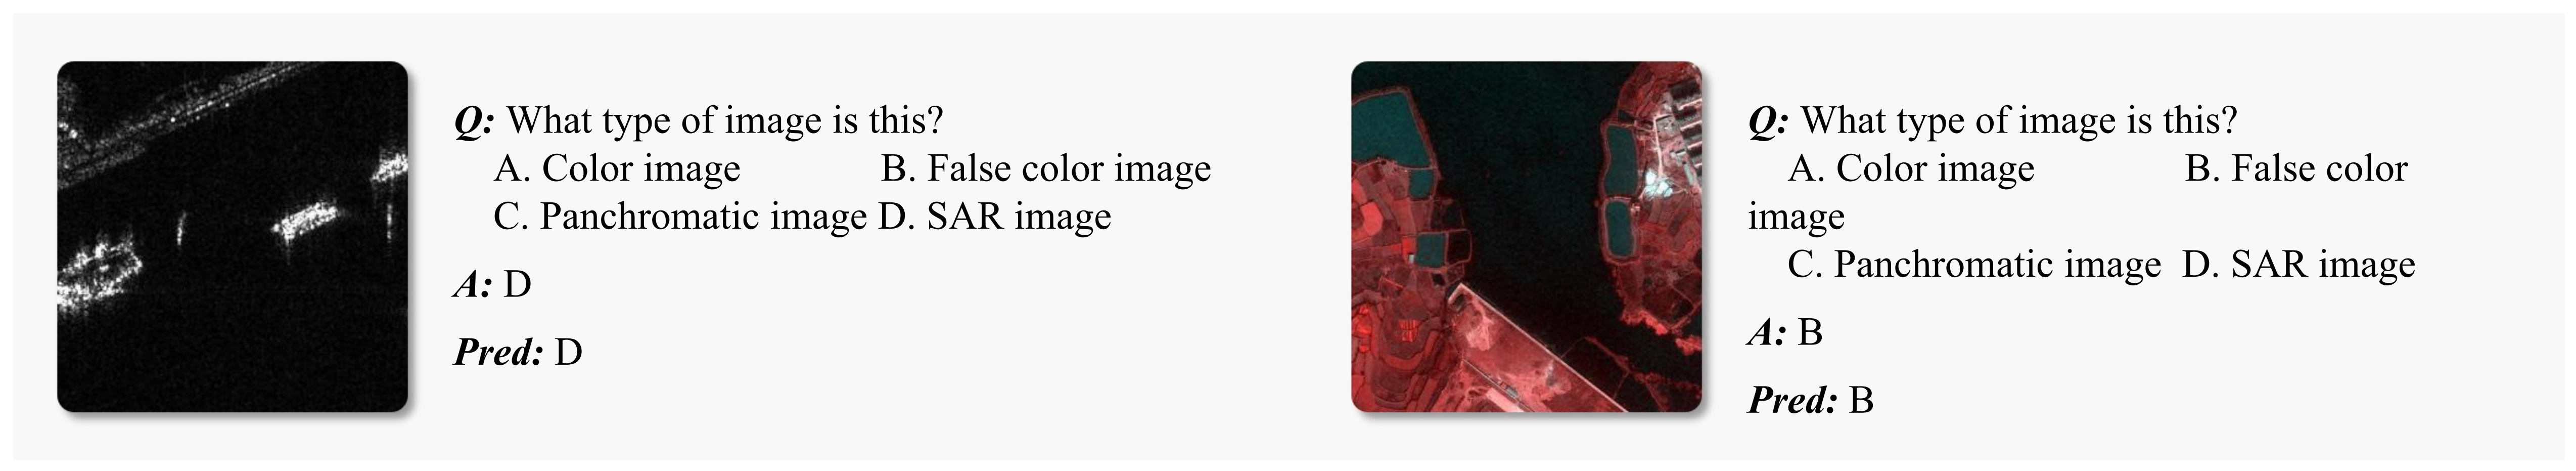 Q: What type of image is this?
A. Color image B. False color image
C. Panchromatic image D. SAR image
A: D
Pred: D
Q: What type of image is this?
A. Color image B. False color
image
C. Panchromatic image D. SAR image
A: B
Pred: B